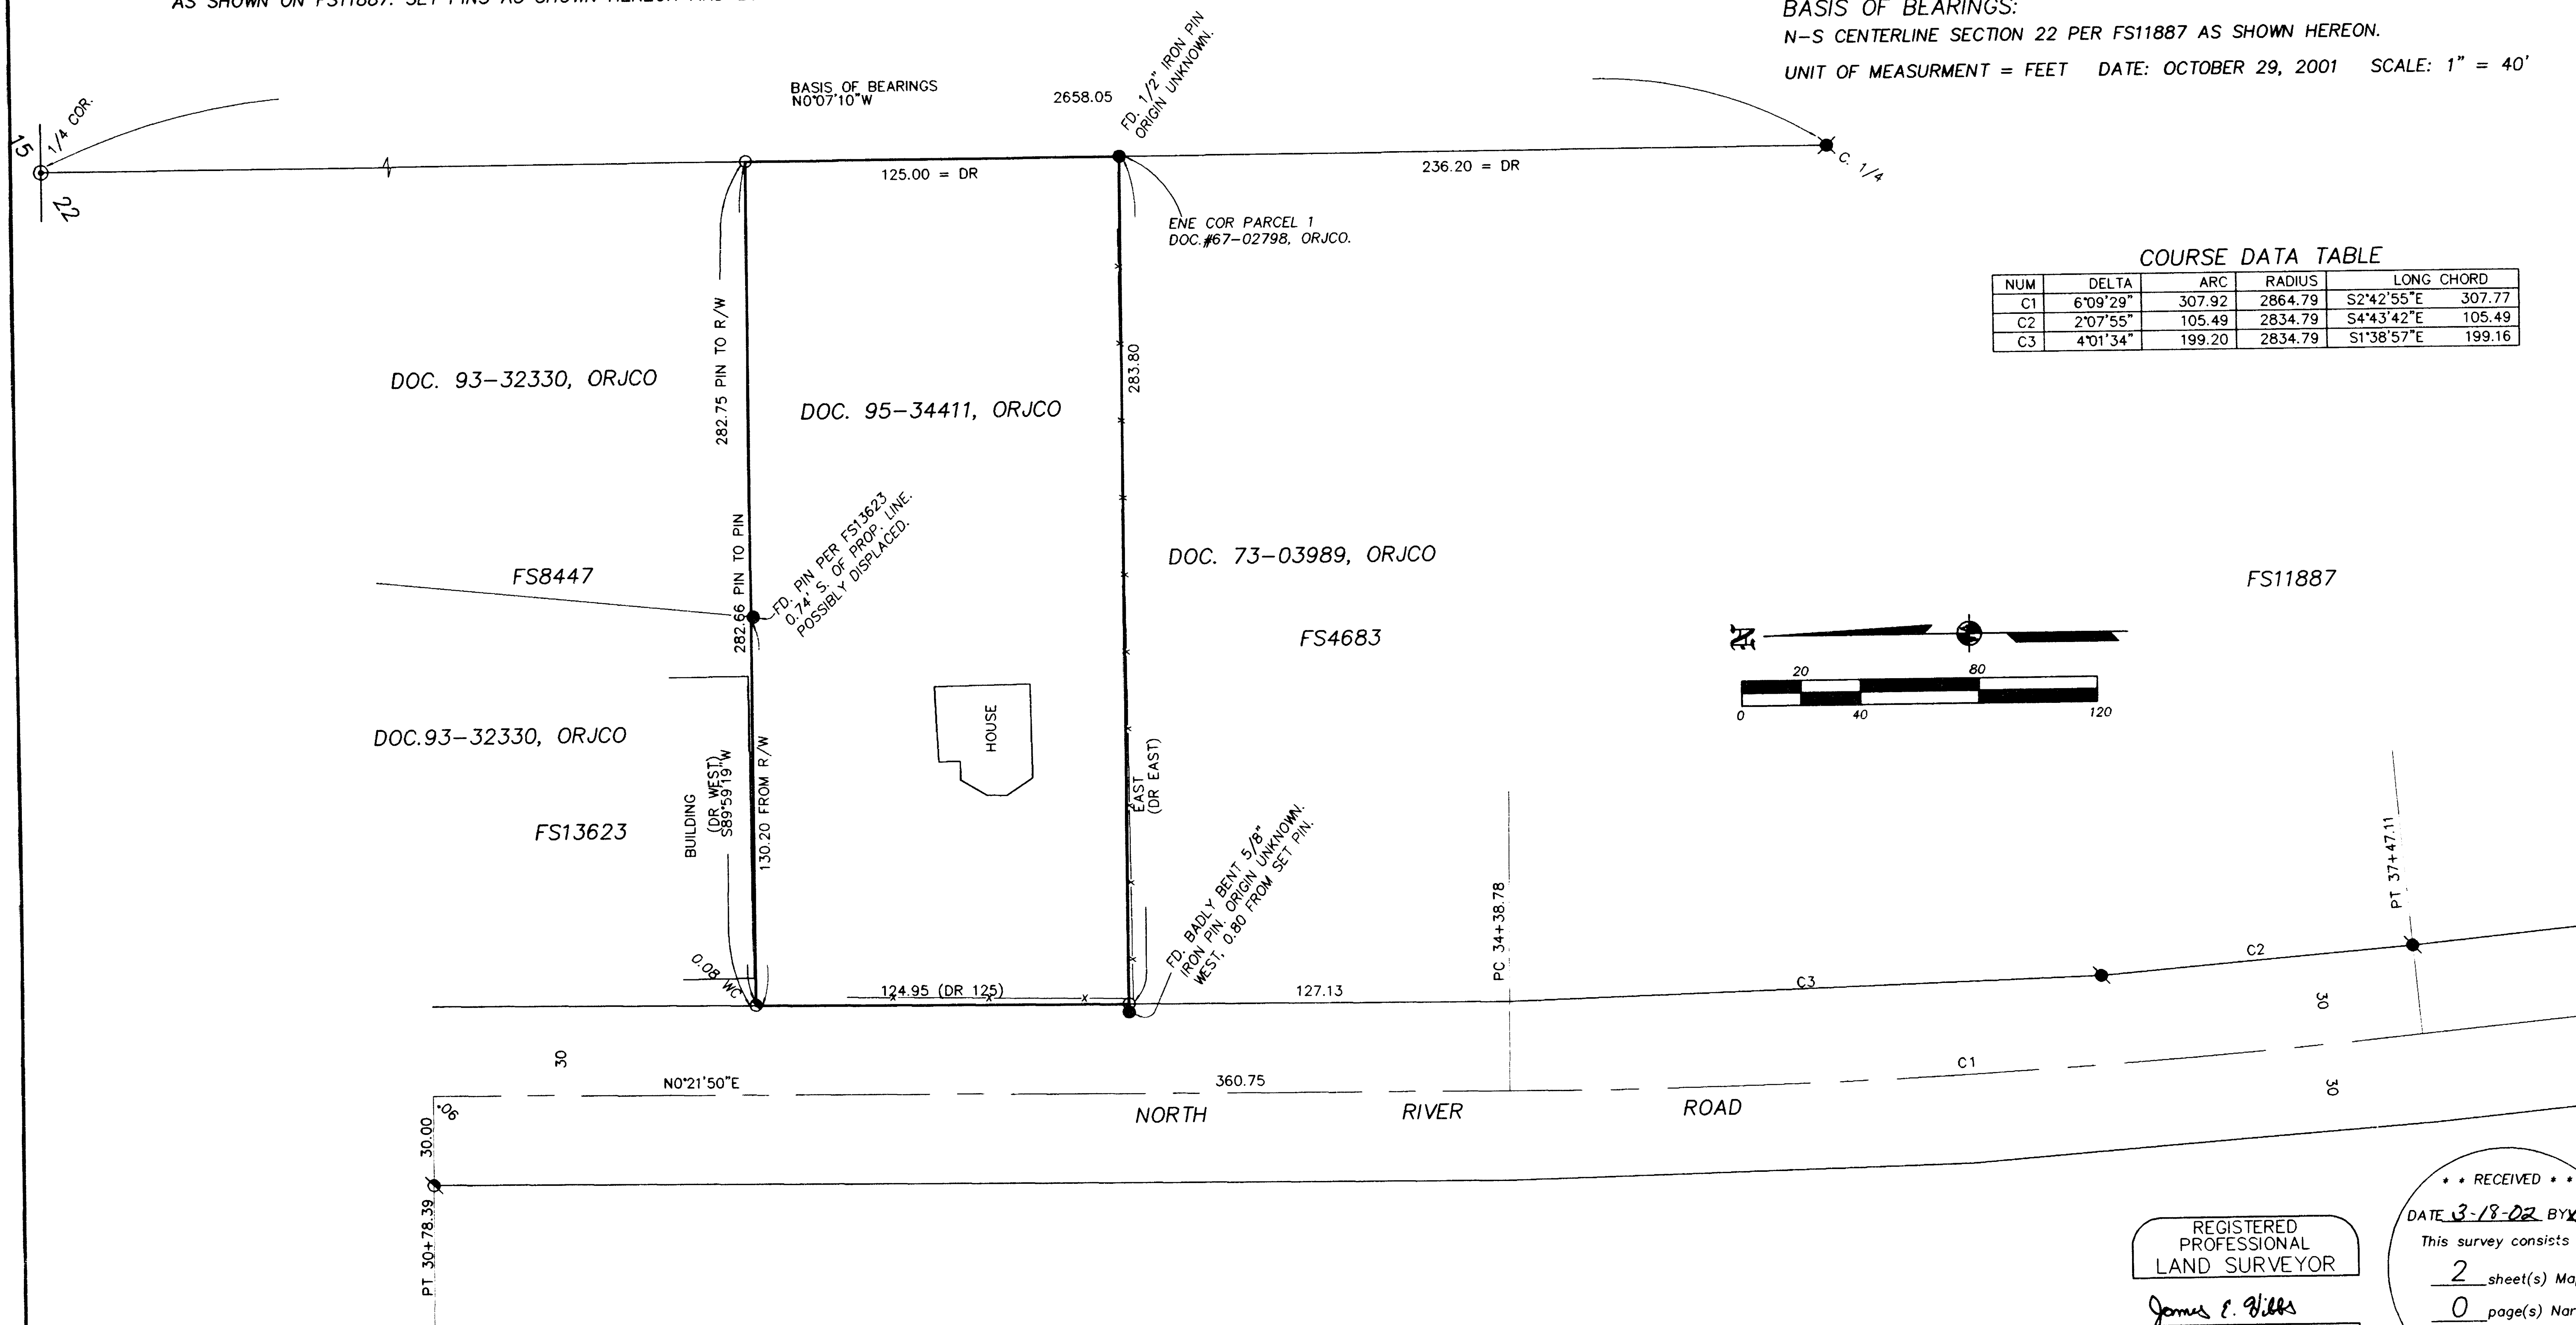 BASIS OF BEARINGS:
N-S CENTERLINE SECTION 22 PER FS11887 AS SHOWN HEREON.
UNIT OF MEASURMENT = FEET DATE: OCTOBER 29, 2001 SCALE: 1" = 40'
15
1/4 COR.
22
BASIS OF BEARINGS
N0°07'10"W
2658.05
FD. 1/2" IRON PIN
ORIGIN UNKNOWN.
125.00 = DR
236.20 = DR
C. 1/4
ENE COR PARCEL 1
DOC.#67-02798, ORJCO.
COURSE DATA TABLE
NUM DELTA ARC RADIUS LONG CHORD
C1 6°09'29" 307.92 2864.79 S2°42'55"E 307.77
C2 2°07'55" 105.49 2834.79 S4°43'42"E 105.49
C3 4°01'34" 199.20 2834.79 S1°38'57"E 199.16
282.75 PIN TO R/W
283.80
DOC. 93-32330, ORJCO
DOC. 95-34411, ORJCO
282.66 PIN TO PIN
FD. PIN PER FS13623
0.74' S. OF PROP. LINE.
POSSIBLY DISPLACED.
DOC. 73-03989, ORJCO
FS8447
FS11887
FS4683
N
20 80
0 40 120
HOUSE
DOC.93-32330, ORJCO
BUILDING
(DR WEST)
S89°59'19"W
130.20 FROM R/W
EAST
(DR EAST)
FS13623
FD. BADLY BENT 5/8"
IRON PIN. ORIGIN UNKNOWN.
WEST, 0.80 FROM SET PIN.
PC 34+38.78
PT 37+47.11
0.08
WC
124.95 (DR 125)
127.13
C3
C2
30
30
C1
30
N0°21'50"E
360.75
.06
30.00
NORTH RIVER ROAD
PT 30+78.39
REGISTERED
PROFESSIONAL
LAND SURVEYOR
James E. Hibbs
* * RECEIVED * *
DATE 3-18-02 BY
This survey consists
2 sheet(s) Ma
0 page(s) Nar